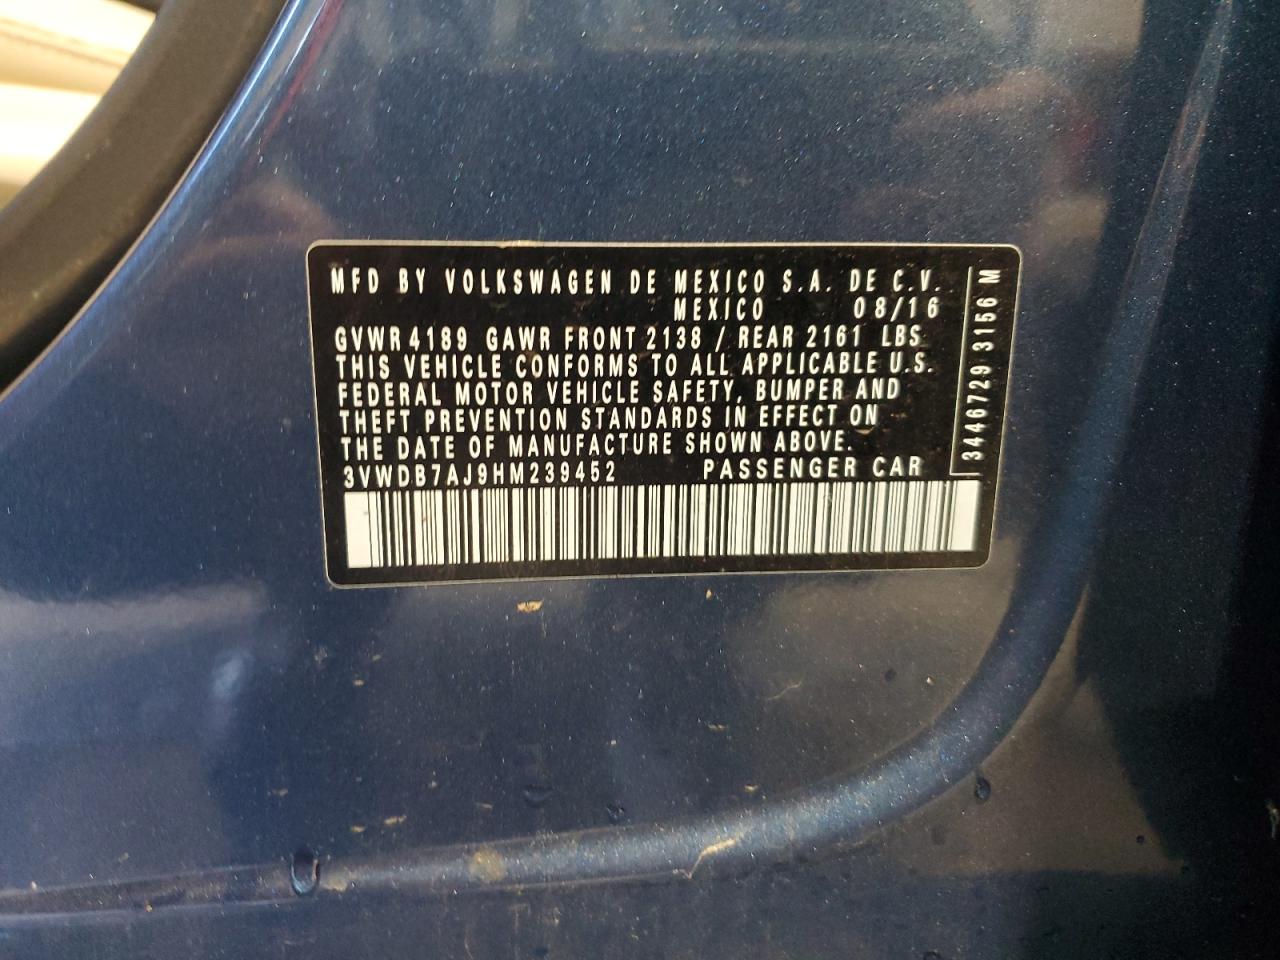 MFD BY VOLKSWAGEN DE MEXICO S.A. DE C.V.
MEXICO 08/16
GVWR 4189 GAWR FRONT 2138 / REAR 2161 LBS
THIS VEHICLE CONFORMS TO ALL APPLICABLE U.S.
FEDERAL MOTOR VEHICLE SAFETY, BUMPER AND
THEFT PREVENTION STANDARDS IN EFFECT ON
THE DATE OF MANUFACTURE SHOWN ABOVE.
3VWDB7AJ9HM239452 PASSENGER CAR
3446729 3156 M